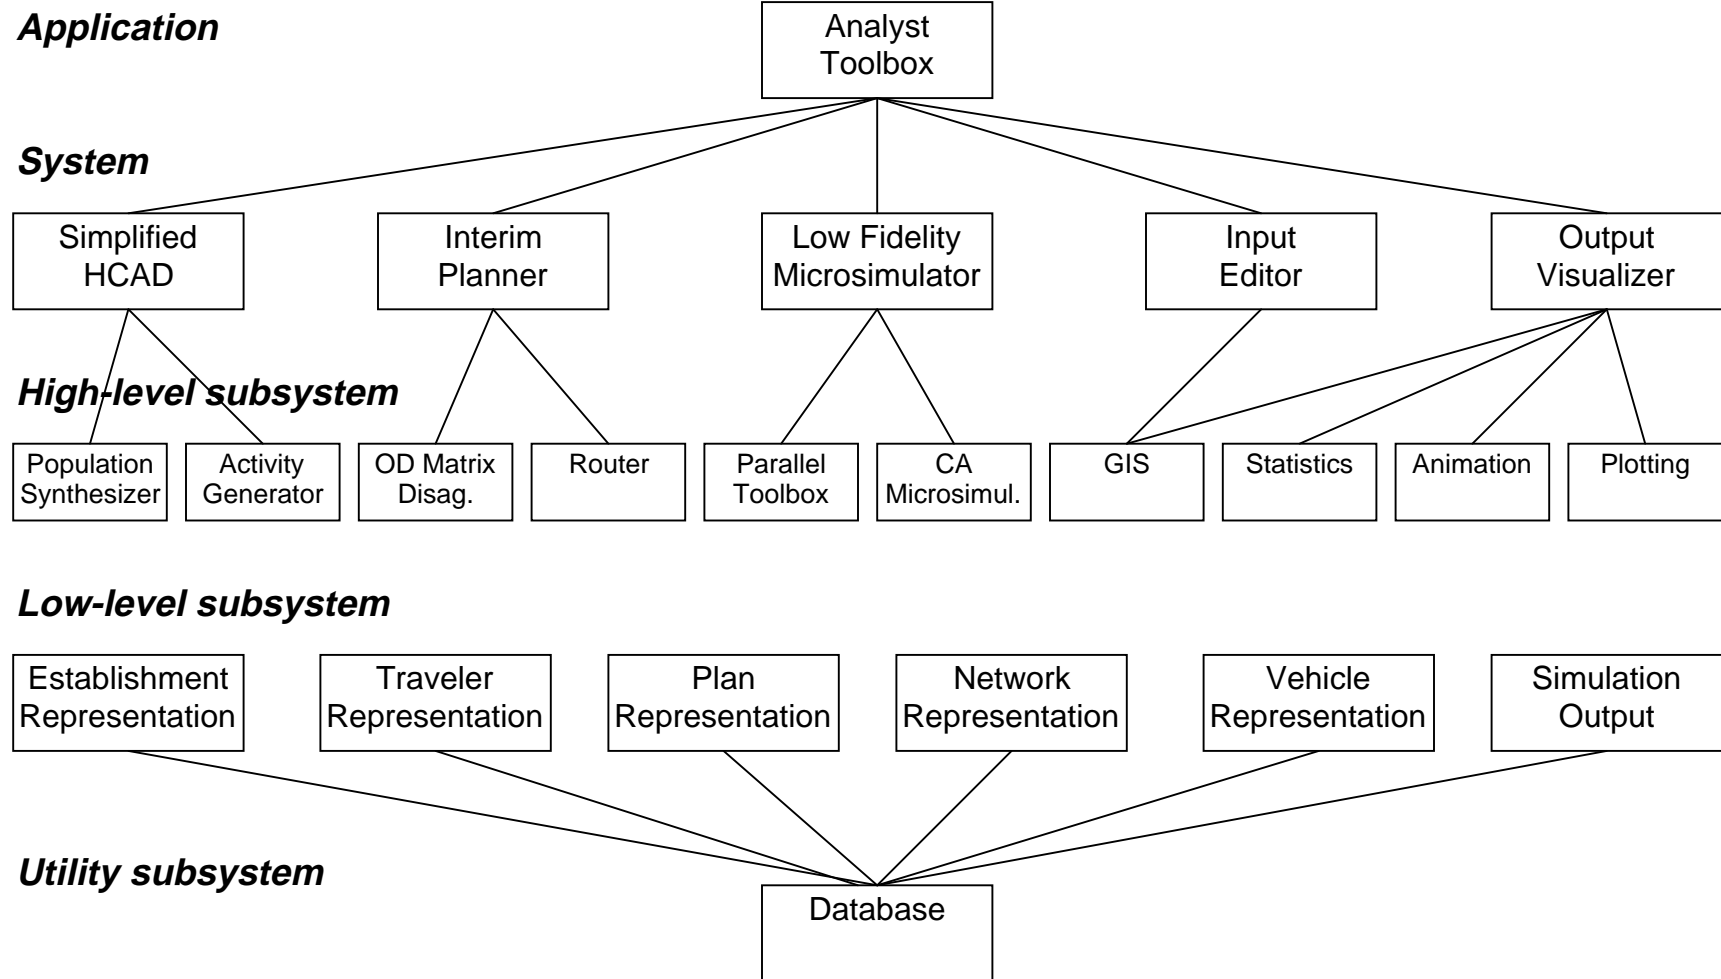 Application
Analyst
Toolbox
System
Simplified
HCAD
Interim
Planner
Low Fidelity
Microsimulator
Input
Editor
Output
Visualizer
High-level subsystem
Population
Synthesizer
Activity
Generator
OD Matrix
Disag.
Router
Parallel
Toolbox
CA
Microsimul.
GIS
Statistics
Animation
Plotting
Low-level subsystem
Establishment
Representation
Traveler
Representation
Plan
Representation
Network
Representation
Vehicle
Representation
Simulation
Output
Utility subsystem
Database